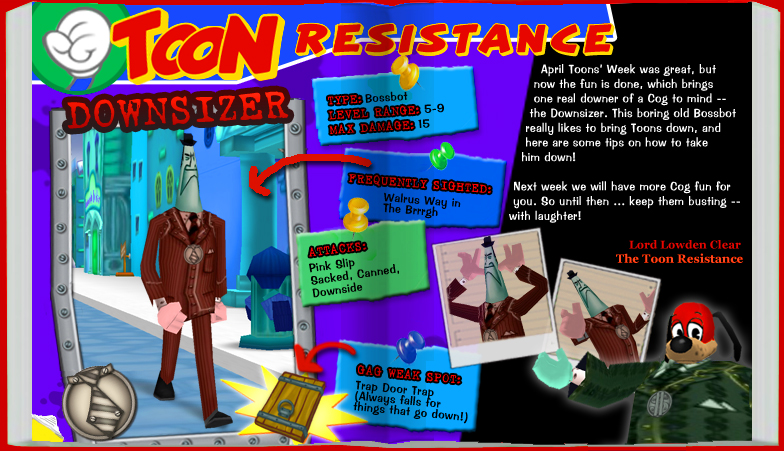 TOON RESISTANCE
DOWNSIZER
TYPE: Bossbot
LEVEL RANGE: 5-9
MAX DAMAGE: 15
FREQUENTLY SIGHTED:
Walrus Way in
The Brrrgh
ATTACKS:
Pink Slip
Sacked, Canned,
Downside
GAG WEAK SPOT:
Trap Door Trap
(Always falls for
things that go down!)
April Toons' Week was great, but
now the fun is done, which brings
one real downer of a Cog to mind --
the Downsizer. This boring old Bossbot
really likes to bring Toons down, and
here are some tips on how to take
him down!
Next week we will have more Cog fun for
you. So until then ... keep them busting --
with laughter!
Lord Lowden Clear
The Toon Resistance